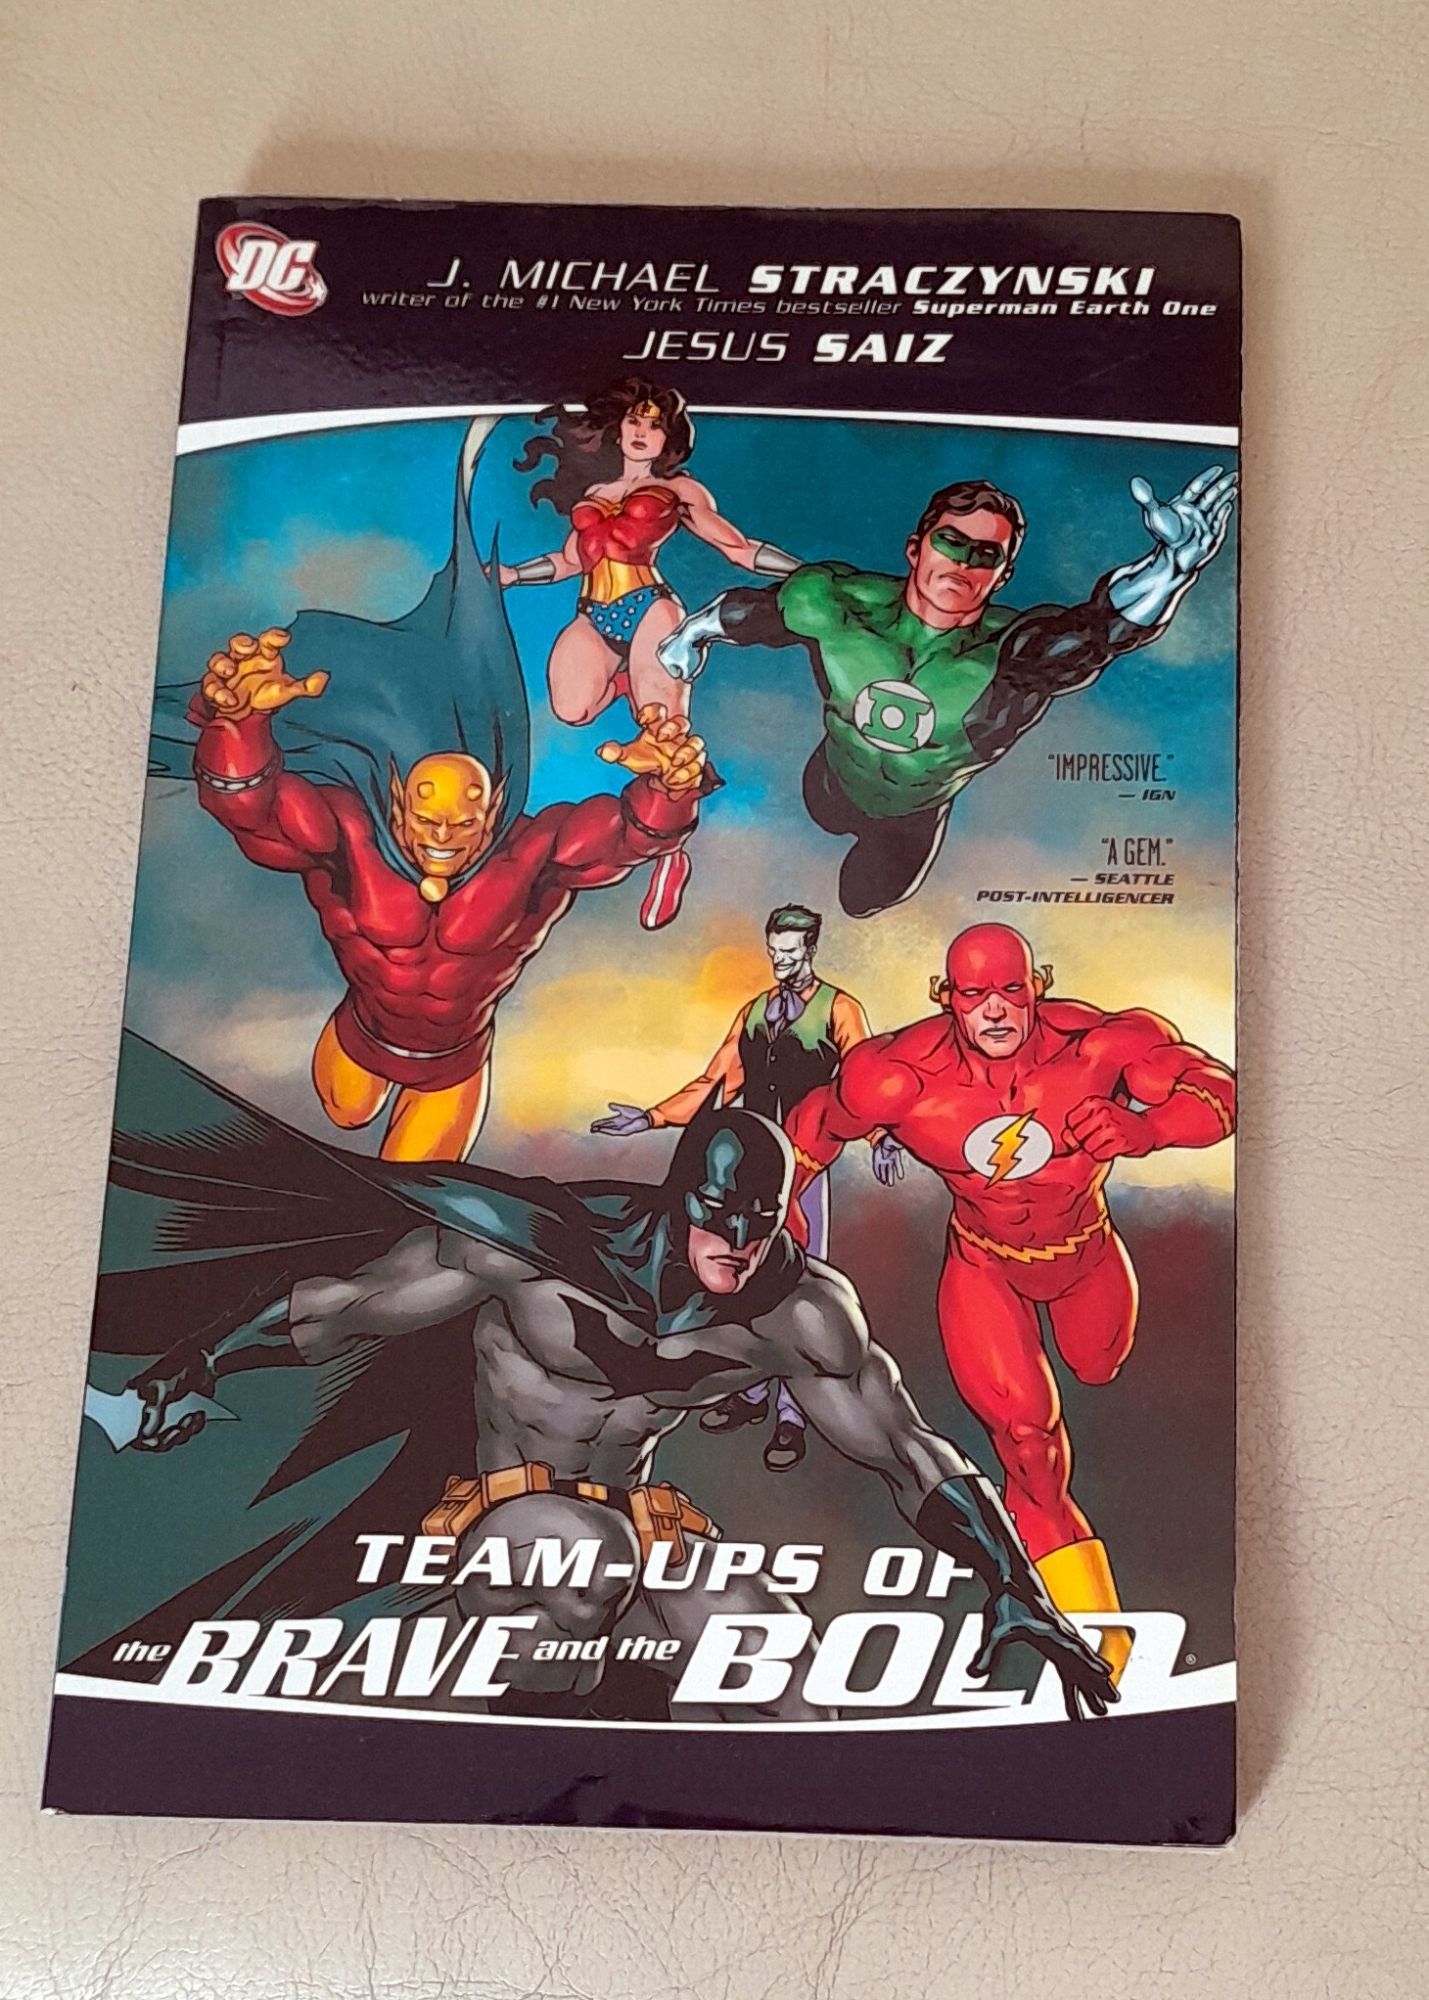 DC
J. MICHAEL STRACZYNSKI
writer of the #1 New York Times bestseller Superman Earth One
JESUS SAIZ
"IMPRESSIVE."
— IGN
"A GEM."
— SEATTLE
POST-INTELLIGENCER
TEAM-UPS OF
the BRAVE and the BOLD®